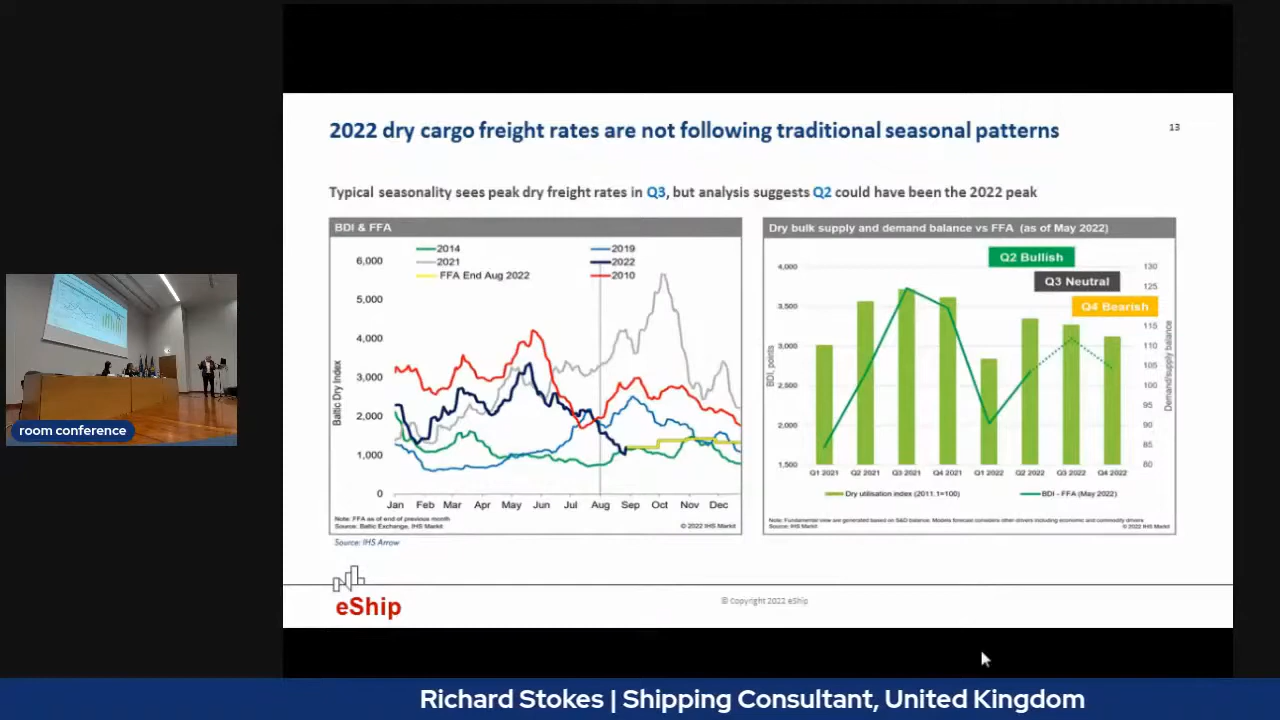 2022 dry cargo freight rates are not following traditional seasonal patterns
13
Typical seasonality sees peak dry freight rates in Q3, but analysis suggests Q2 could have been the 2022 peak
BDI & FFA
2014
2019
2021
2022
FFA End Aug 2022
2010
Baltic Dry Index
6,000
5,000
4,000
3,000
2,000
1,000
0
Jan Feb Mar Apr May Jun Jul Aug Sep Oct Nov Dec
Note: FFA as of end of previous month
Source: Baltic Exchange, IHS Markit
© 2022 IHS Markit
Source: IHS Arrow
Dry bulk supply and demand balance vs FFA (as of May 2022)
Q2 Bullish
Q3 Neutral
Q4 Bearish
BDI, points
4,000
3,500
3,000
2,500
2,000
1,500
130
125
115
110
105
100
95
90
85
80
Demand/supply balance
Q1 2021 Q2 2021 Q3 2021 Q4 2021 Q1 2022 Q2 2022 Q3 2022 Q4 2022
Dry utilisation index (2011.1=100)
BDI - FFA (May 2022)
Note: Fundamental view are generated based on S&D balance. Models forecast considers other drivers including economic and commodity drivers
Source: IHS Markit
© 2022 IHS Markit
eShip
© Copyright 2022 eShip
room conference
Richard Stokes | Shipping Consultant, United Kingdom